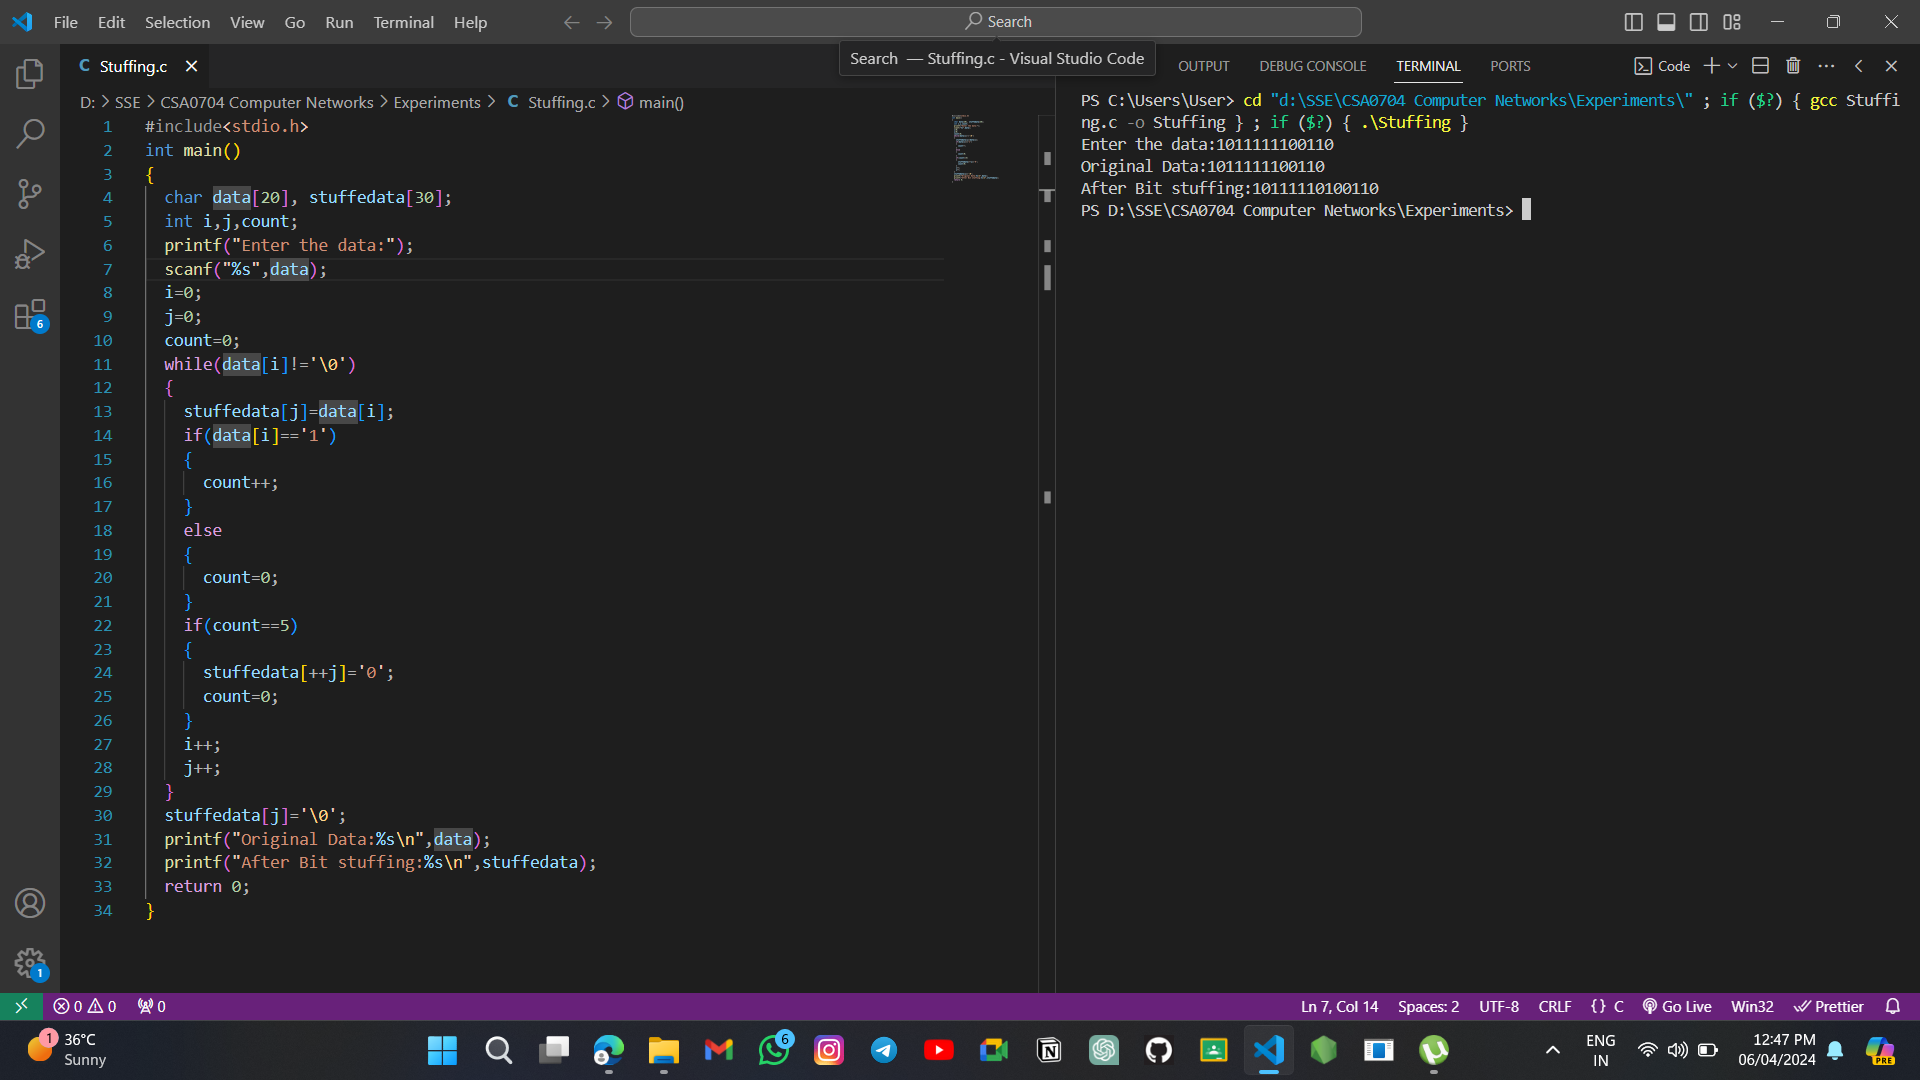 File Edit Selection View Go Run Terminal Help
Search
Stuffing.c
Search — Stuffing.c - Visual Studio Code
OUTPUT DEBUG CONSOLE TERMINAL PORTS
Code
D: > SSE > CSA0704 Computer Networks > Experiments > C Stuffing.c > main()
1 #include<stdio.h>
2 int main()
3 {
4 char data[20], stuffedata[30];
5 int i,j,count;
6 printf("Enter the data:");
7 scanf("%s",data);
8 i=0;
9 j=0;
10 count=0;
11 while(data[i]!='\0')
12 {
13 stuffedata[j]=data[i];
14 if(data[i]=='1')
15 {
16 count++;
17 }
18 else
19 {
20 count=0;
21 }
22 if(count==5)
23 {
24 stuffedata[++j]='0';
25 count=0;
26 }
27 i++;
28 j++;
29 }
30 stuffedata[j]='\0';
31 printf("Original Data:%s\n",data);
32 printf("After Bit stuffing:%s\n",stuffedata);
33 return 0;
34 }
PS C:\Users\User> cd "d:\SSE\CSA0704 Computer Networks\Experiments\" ; if ($?) { gcc Stuffi
ng.c -o Stuffing } ; if ($?) { .\Stuffing }
Enter the data:1011111100110
Original Data:1011111100110
After Bit stuffing:10111110100110
PS D:\SSE\CSA0704 Computer Networks\Experiments>
6
1
0 0 0
Ln 7, Col 14 Spaces: 2 UTF-8 CRLF {} C Go Live Win32 Prettier
1
36°C
Sunny
6
ENG
IN
12:47 PM
06/04/2024
PRE